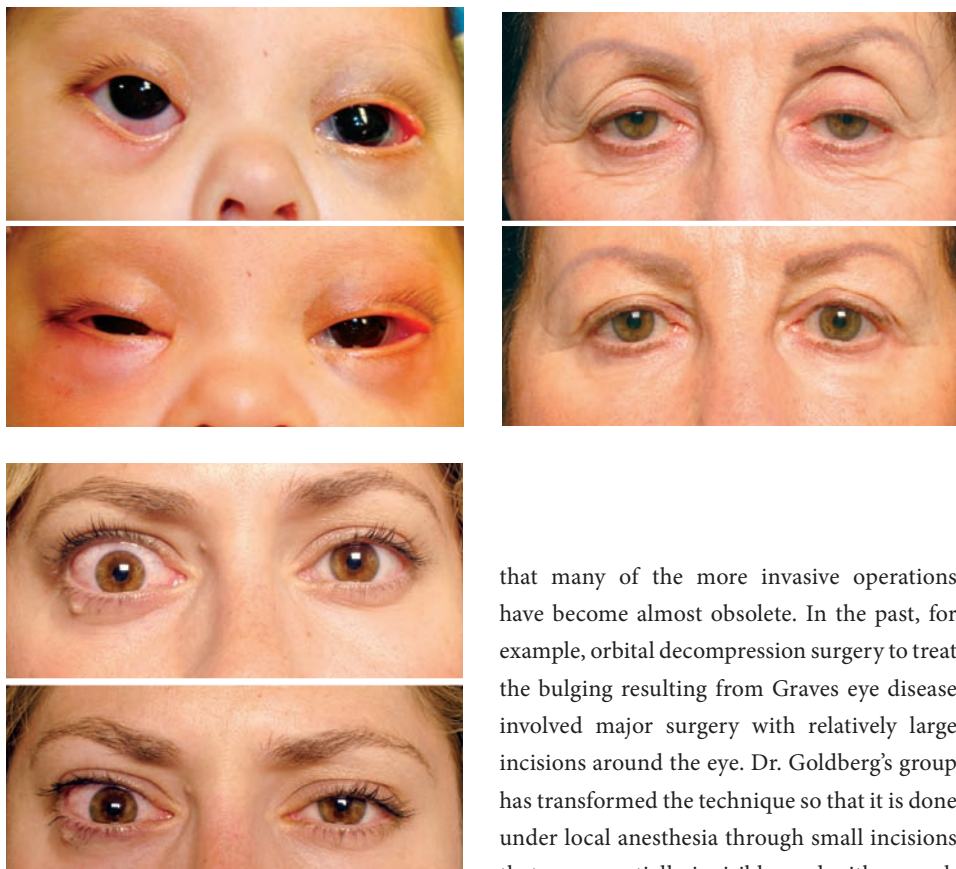 that many of the more invasive operations
have become almost obsolete. In the past, for
example, orbital decompression surgery to treat
the bulging resulting from Graves eye disease
involved major surgery with relatively large
incisions around the eye. Dr. Goldberg’s group
has transformed the technique so that it is done
under local anesthesia through small incisions